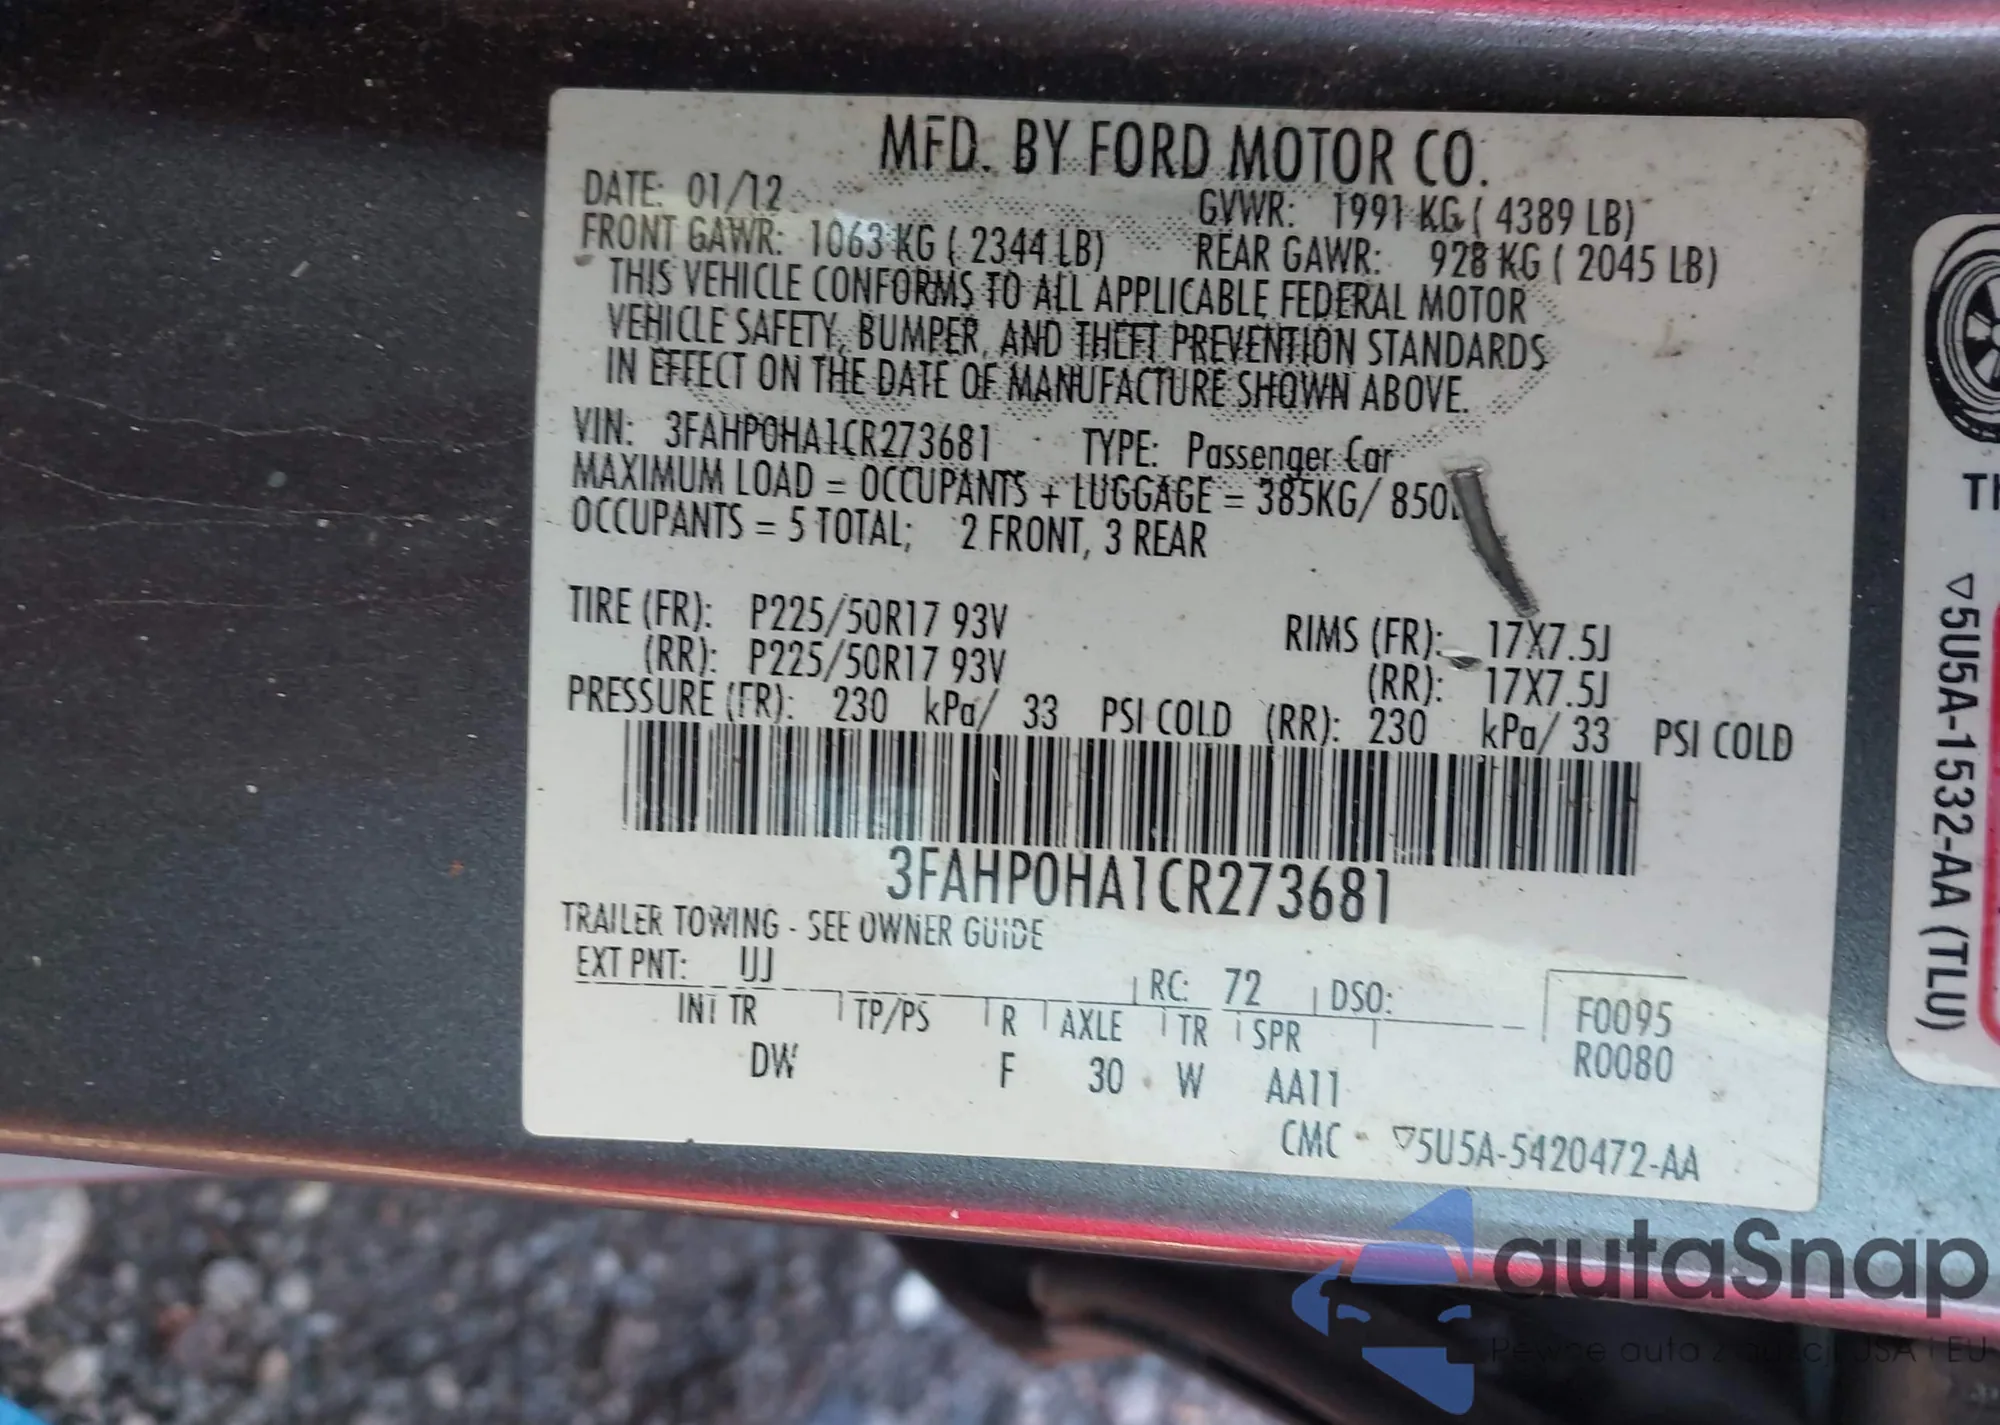 MFD. BY FORD MOTOR CO.
DATE: 01/12 GVWR: 1991 KG ( 4389 LB)
FRONT GAWR: 1063 KG ( 2344 LB) REAR GAWR: 928 KG ( 2045 LB)
THIS VEHICLE CONFORMS TO ALL APPLICABLE FEDERAL MOTOR
VEHICLE SAFETY, BUMPER, AND THEFT PREVENTION STANDARDS
IN EFFECT ON THE DATE OF MANUFACTURE SHOWN ABOVE.
VIN: 3FAHP0HA1CR273681 TYPE: Passenger Car
MAXIMUM LOAD = OCCUPANTS + LUGGAGE = 385KG/ 850
OCCUPANTS = 5 TOTAL; 2 FRONT, 3 REAR
TIRE (FR): P225/50R17 93V RIMS (FR): 17X7.5J
(RR): P225/50R17 93V (RR): 17X7.5J
PRESSURE (FR): 230 kPa/ 33 PSI COLD (RR): 230 kPa/ 33 PSI COLD
3FAHP0HA1CR273681
TRAILER TOWING - SEE OWNER GUIDE
EXT PNT: UJ RC: 72 DSO: F0095
INT TR TP/PS R AXLE TR SPR R0080
DW F 30 W AA11
CMC ▽5U5A-5420472-AA
▽5U5A-1532-AA (TLU)
autaSnap